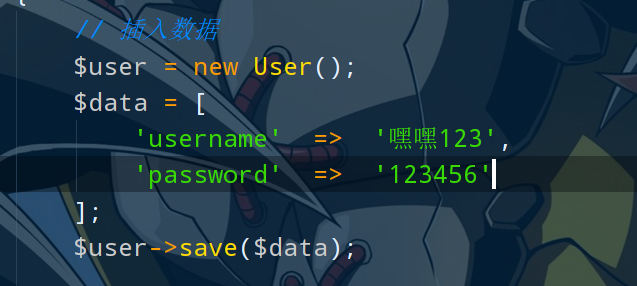 {
// 插入数据
$user = new User();
$data = [
'username' => '嘿嘿123',
'password' => '123456'
];
$user->save($data);